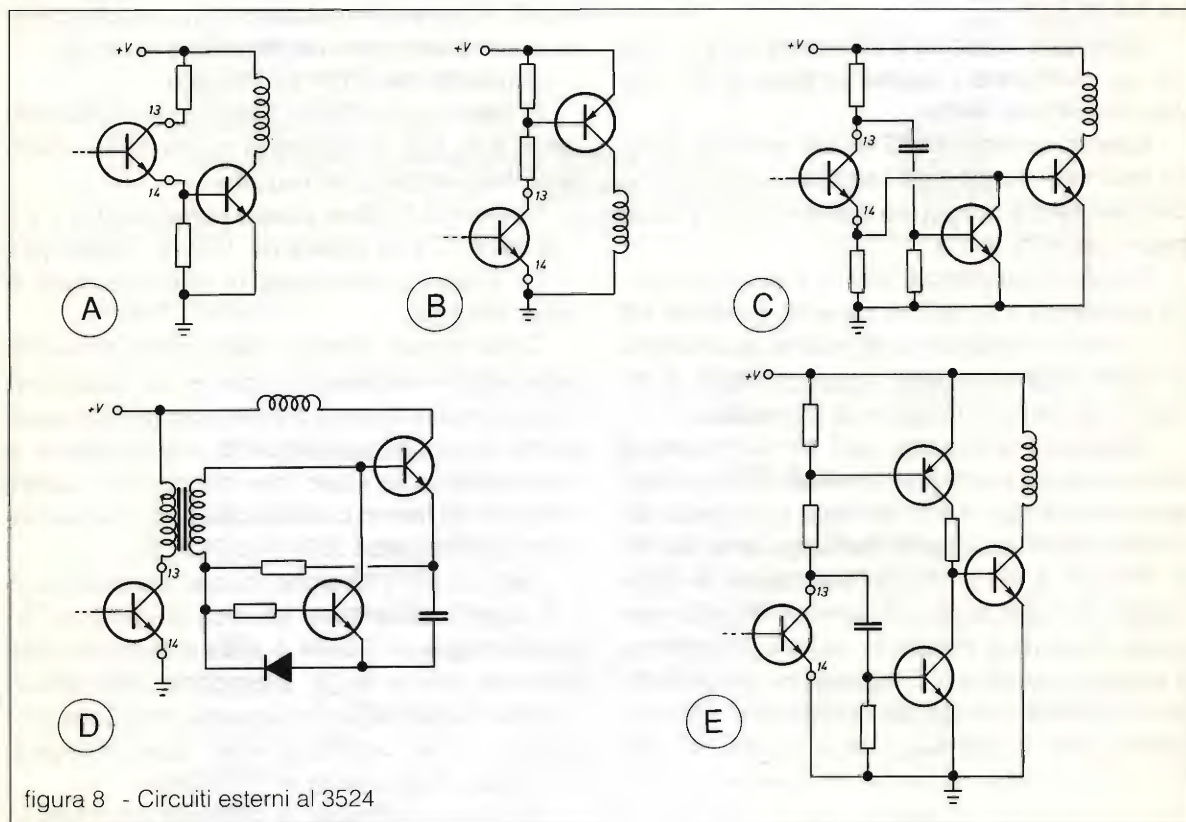 +V
13
14
A
+V
13
14
B
+V
13
14
C
+V
13
14
D
+V
13
14
E
figura 8 - Circuiti esterni al 3524